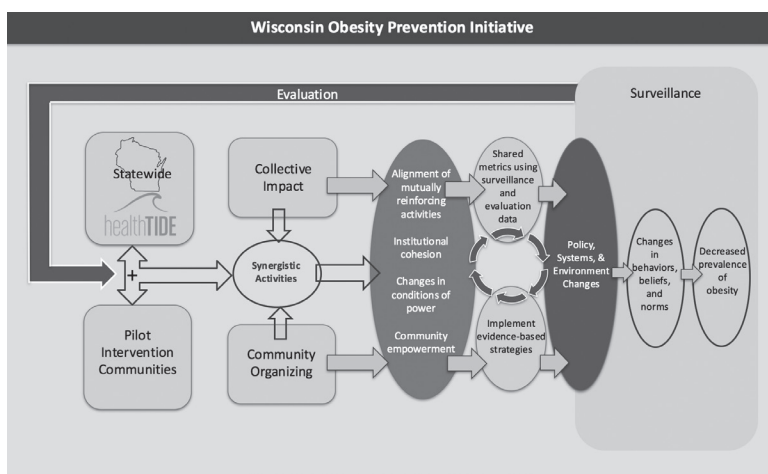 Wisconsin Obesity Prevention Initiative
Evaluation
Surveillance
Statewide
healthTIDE
+
Pilot
Intervention
Communities
Collective
Impact
Synergistic
Activities
Community
Organizing
Alignment of
mutually
reinforcing
activities
Institutional
cohesion
Changes in
conditions of
power
Community
empowerment
Shared
metrics using
surveillance
and
evaluation
data
Implement
evidence-based
strategies
Policy,
Systems, &
Environment
Changes
Changes in
behaviors,
beliefs,
and
norms
Decreased
prevalence
of
obesity